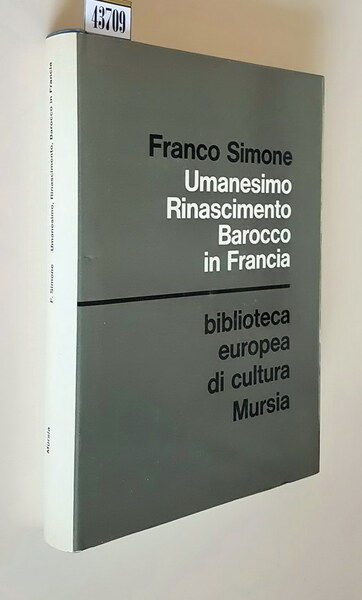 43709
Franco Simone
Umanesimo
Rinascimento
Barocco
in Francia
biblioteca
europea
di cultura
Mursia
F. Simone Umanesimo, Rinascimento, Barocco in Francia
Mursia